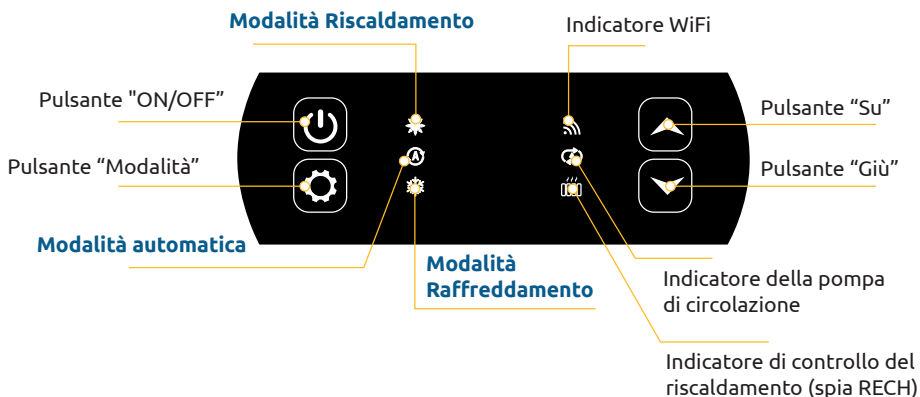 Modalità Riscaldamento
Indicatore WiFi
Pulsante "ON/OFF”
Pulsante “Su”
Pulsante “Modalità”
Pulsante “Giù”
A
Modalità automatica
Modalità
Raffreddamento
Indicatore della pompa
di circolazione
Indicatore di controllo del
riscaldamento (spia RECH)